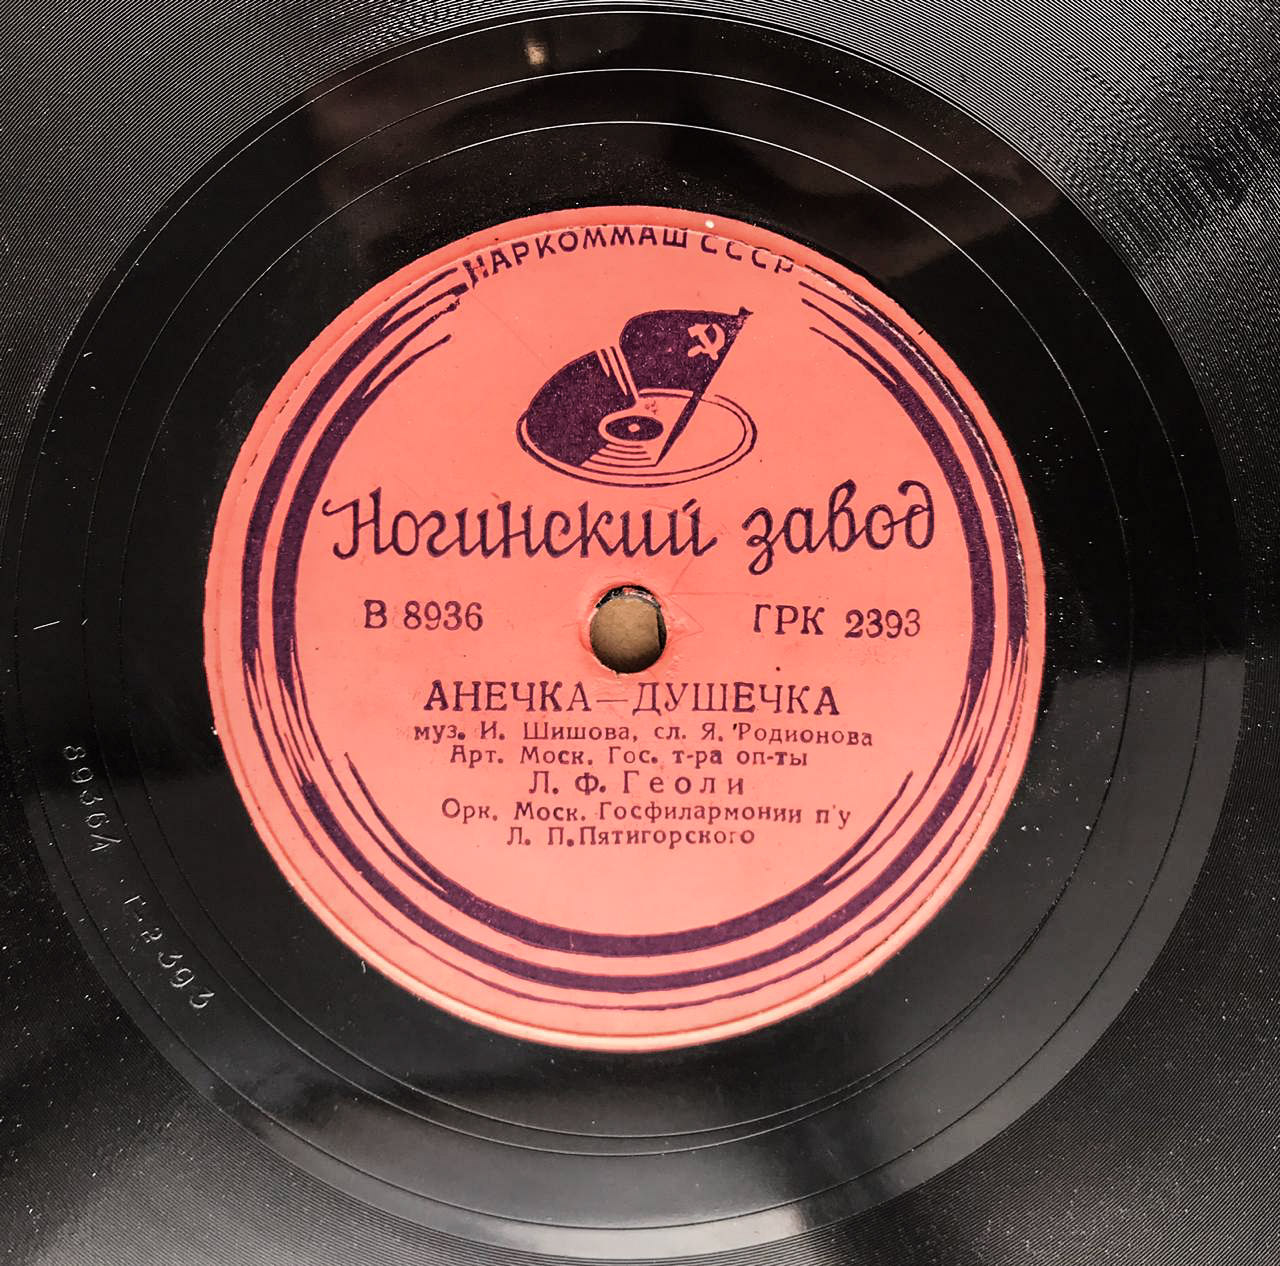 НАРКОММАШ СССР
Ногинский завод
В 8936 ГРК 2393
АНЕЧКА—ДУШЕЧКА
муз. И. Шишова, сл. Я. Родионова
Арт. Моск. Гос. т-ра оп-ты
Л. Ф. Геоли
Орк. Моск. Госфилармонии п'у
Л. П. Пятигорского
8936/ Г-2393